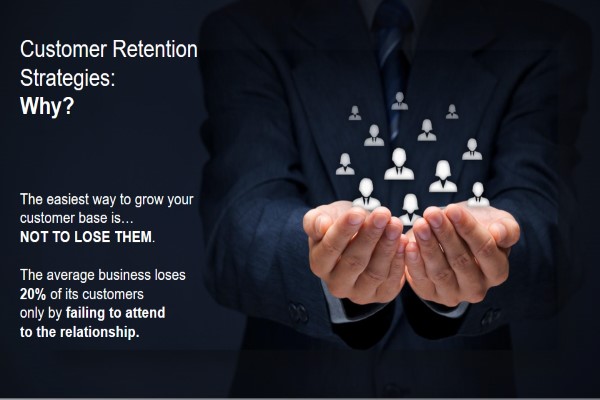 Customer Retention
Strategies:
Why?
The easiest way to grow your
customer base is…
NOT TO LOSE THEM.
The average business loses
20% of its customers
only by failing to attend
to the relationship.